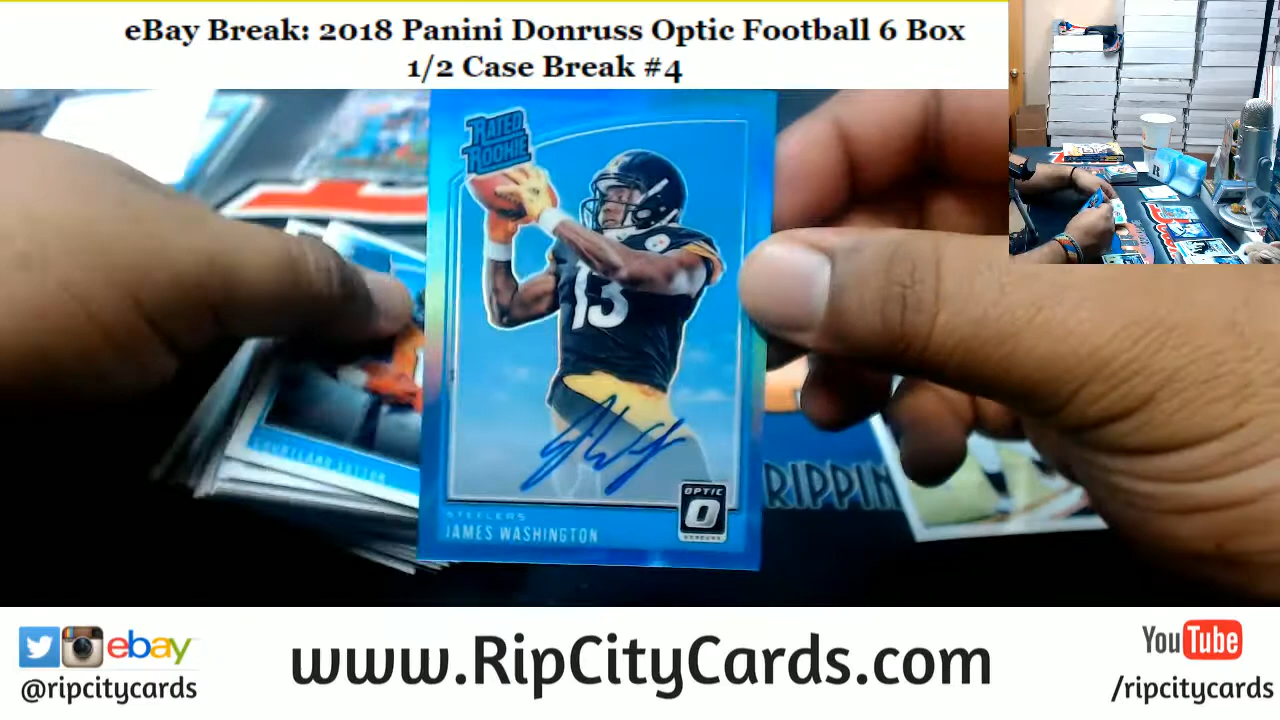 eBay Break: 2018 Panini Donruss Optic Football 6 Box
1/2 Case Break #4
RATED
ROOKIE
13
OPTIC
O
DONRUSS
STEELERS
JAMES WASHINGTON
RIPPIN
ebay
@ripcitycards
www.RipCityCards.com
YouTube
/ripcitycards